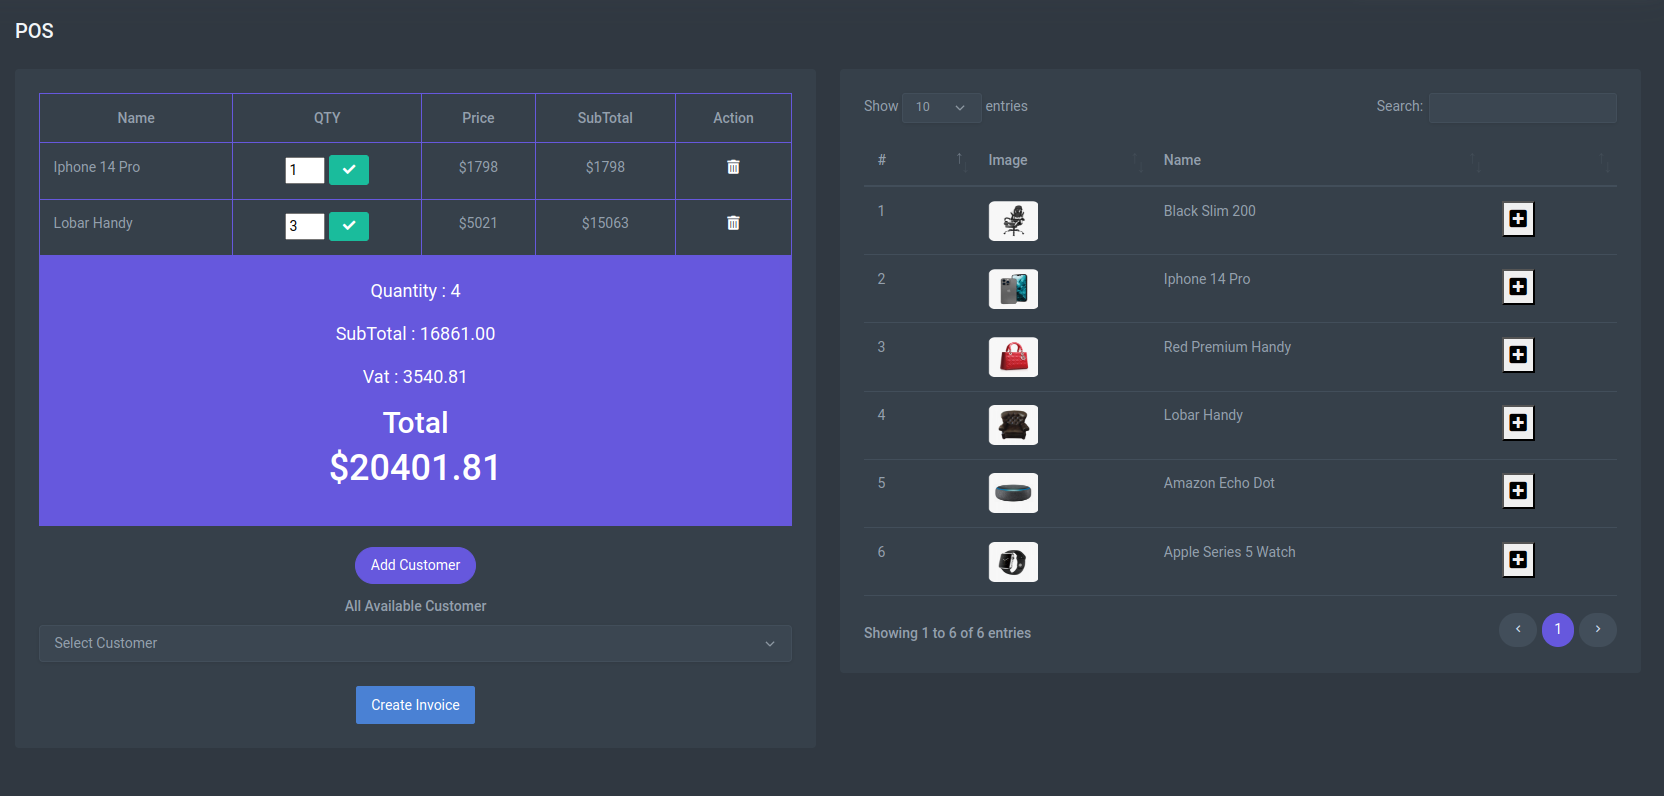 POS
Name QTY Price SubTotal Action
Iphone 14 Pro 1 $1798 $1798
Lobar Handy 3 $5021 $15063
Quantity : 4
SubTotal : 16861.00
Vat : 3540.81
Total
$20401.81
Add Customer
All Available Customer
Select Customer
Create Invoice
Show 10 entries Search:
# Image Name
1 Black Slim 200
2 Iphone 14 Pro
3 Red Premium Handy
4 Lobar Handy
5 Amazon Echo Dot
6 Apple Series 5 Watch
Showing 1 to 6 of 6 entries 1